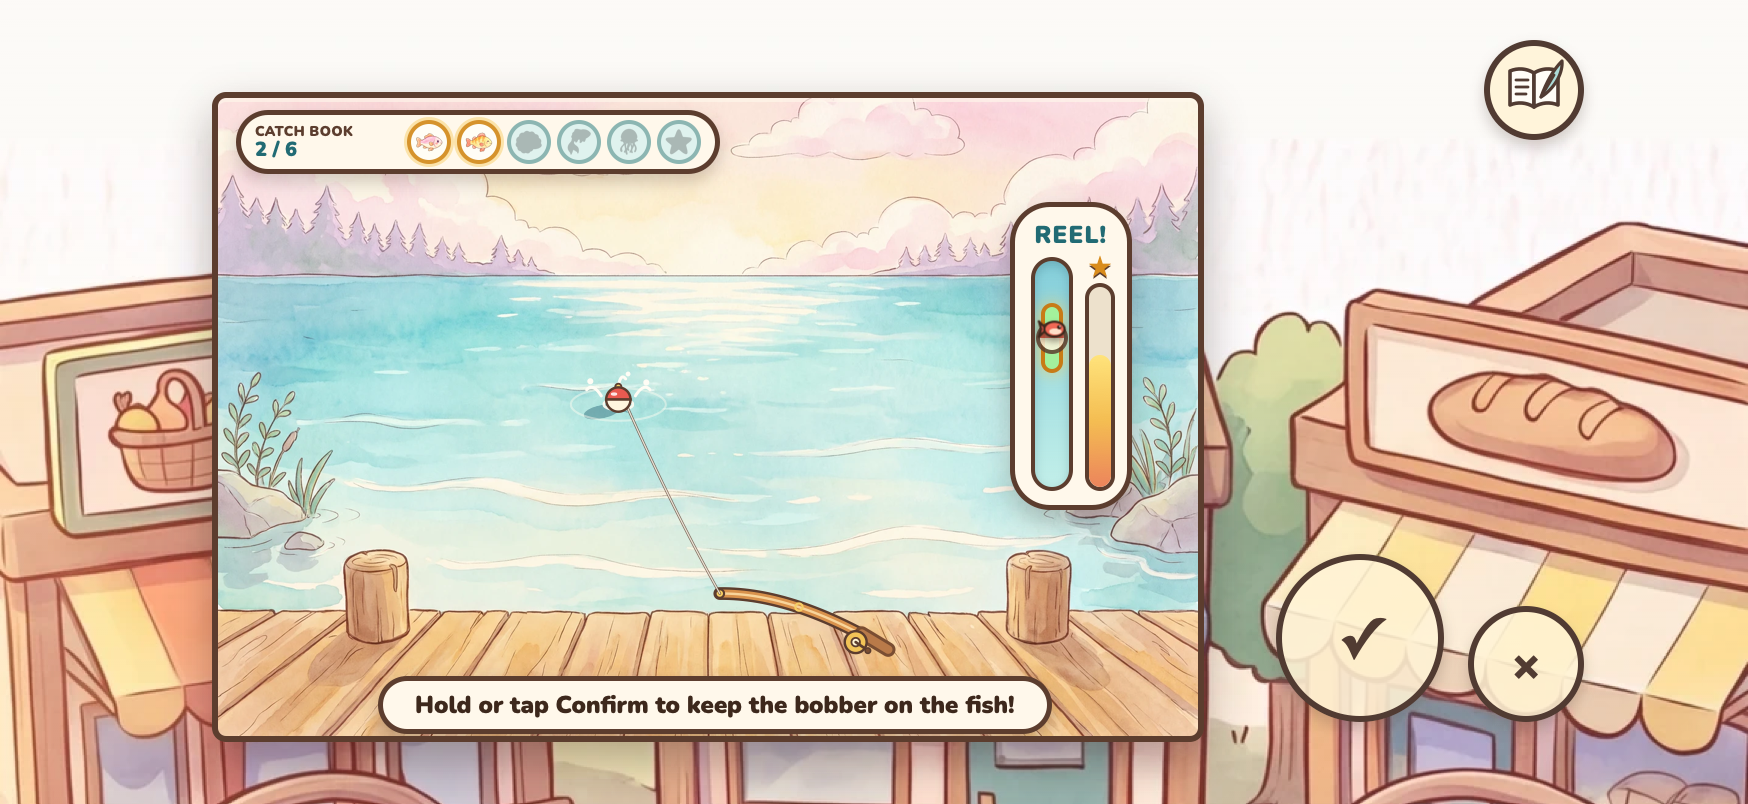 CATCH BOOK
2 / 6
REEL!
Hold or tap Confirm to keep the bobber on the fish!